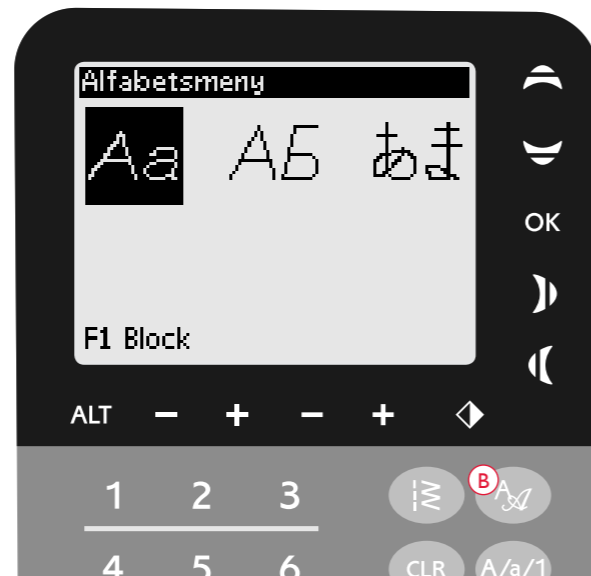 Alfabetsmeny
Aa АБ あま
F1 Block
OK
ALT - + - +
1 2 3
B
A
4 5 6 CLR A/a/1